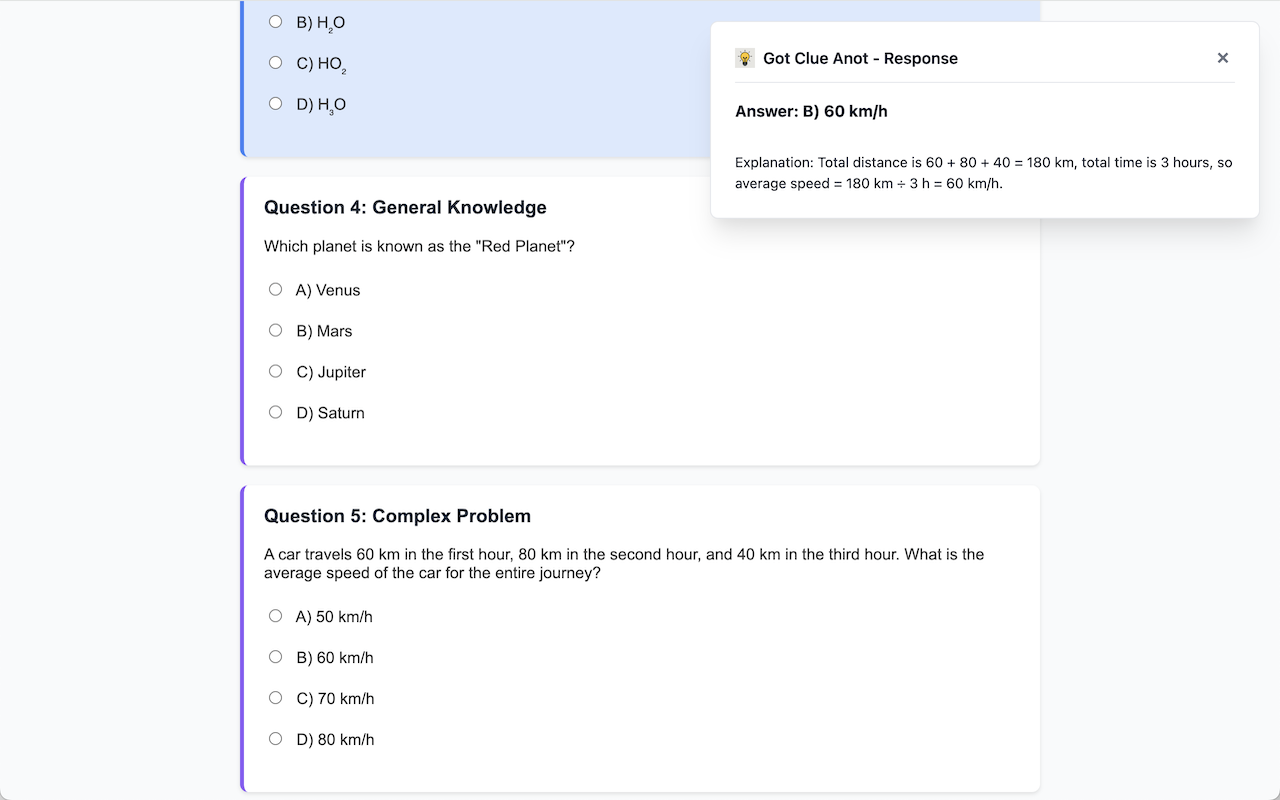 B) H₂O
C) HO₂
D) H₃O
Got Clue Anot - Response
×
Answer: B) 60 km/h
Explanation: Total distance is 60 + 80 + 40 = 180 km, total time is 3 hours, so
average speed = 180 km ÷ 3 h = 60 km/h.
Question 4: General Knowledge
Which planet is known as the "Red Planet"?
A) Venus
B) Mars
C) Jupiter
D) Saturn
Question 5: Complex Problem
A car travels 60 km in the first hour, 80 km in the second hour, and 40 km in the third hour. What is the
average speed of the car for the entire journey?
A) 50 km/h
B) 60 km/h
C) 70 km/h
D) 80 km/h